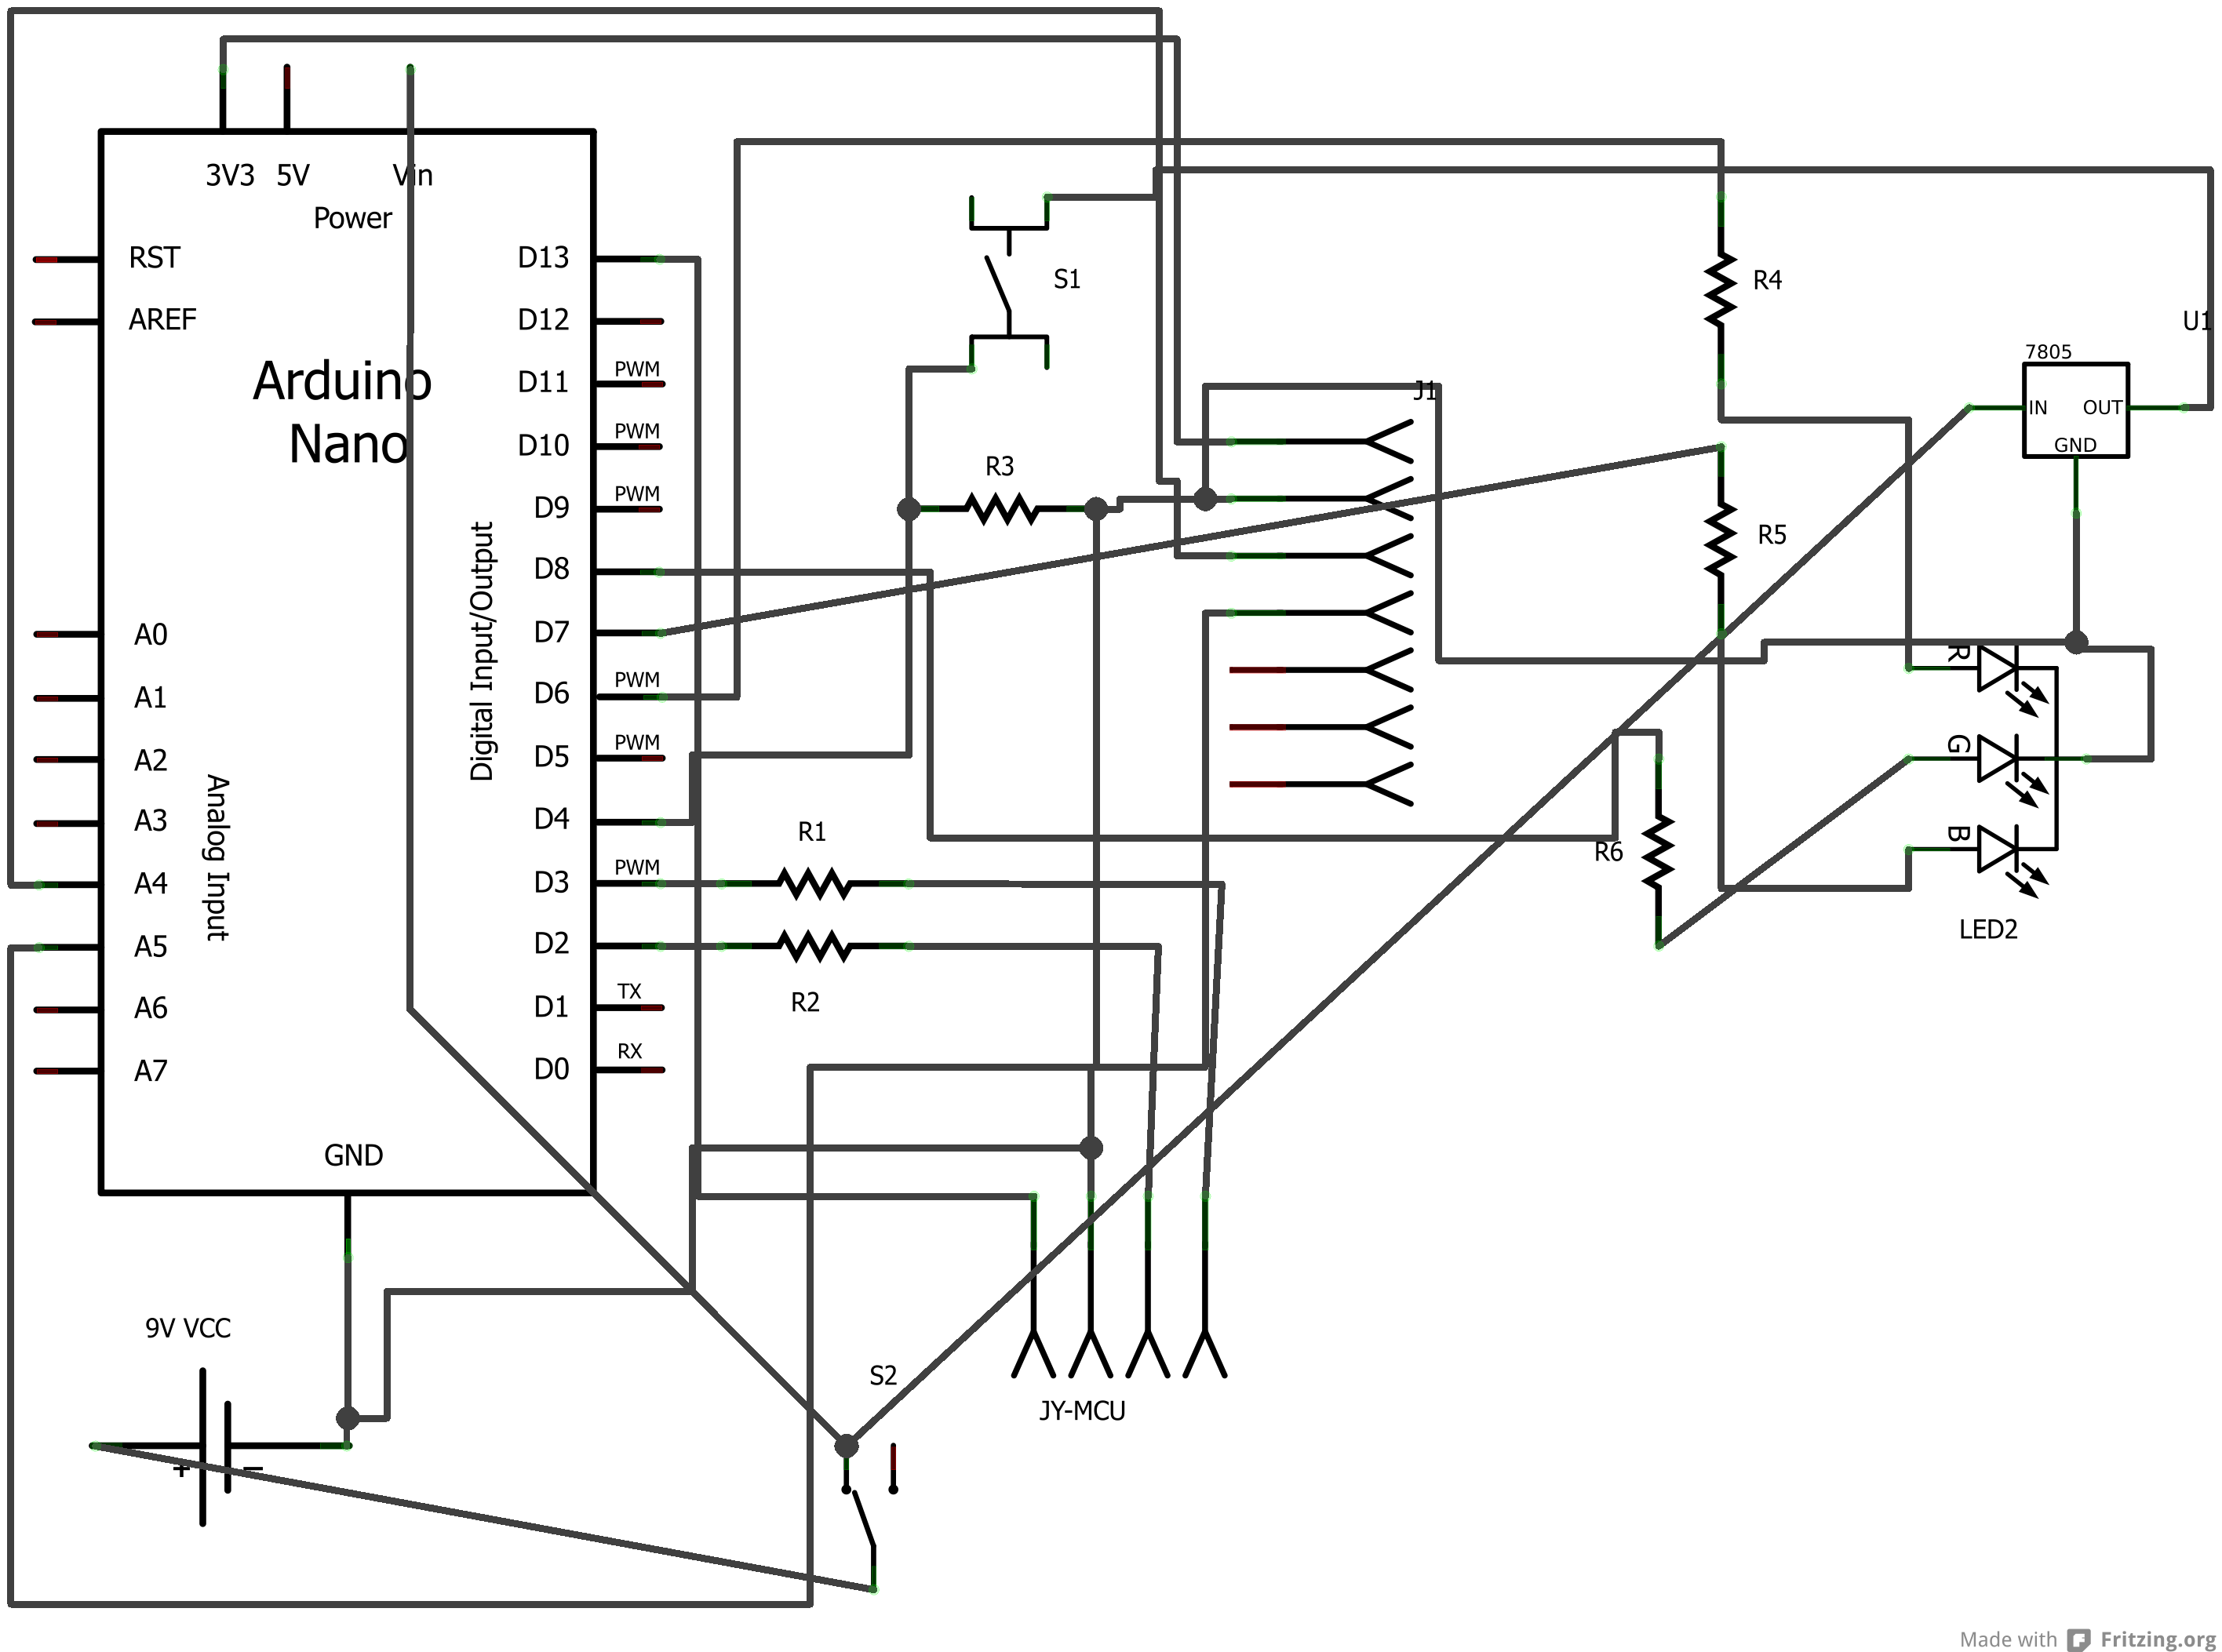 3V3 5V Vin
Power
RST
AREF
Arduino
Nano
A0
A1
A2
A3
A4
A5
A6
A7
Analog Input
Digital Input/Output
D13
D12
D11 PWM
D10 PWM
D9 PWM
D8
D7
D6 PWM
D5 PWM
D4
D3 PWM
D2
D1 TX
D0 RX
GND
9V VCC
+ −
S1
R3
R1
R2
J1
R4
R5
R6
U1
7805
IN OUT
GND
R
G
B
LED2
S2
JY-MCU
Made with Fritzing.org